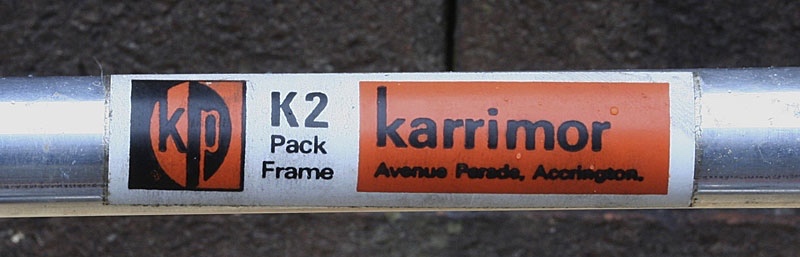 kp
K2
Pack
Frame
karrimor
Avenue Parade, Accrington.